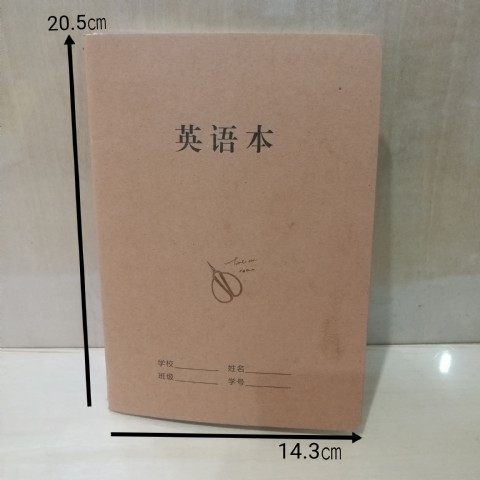 20.5cm
英语本
学校 姓名
班级 学号
14.3cm